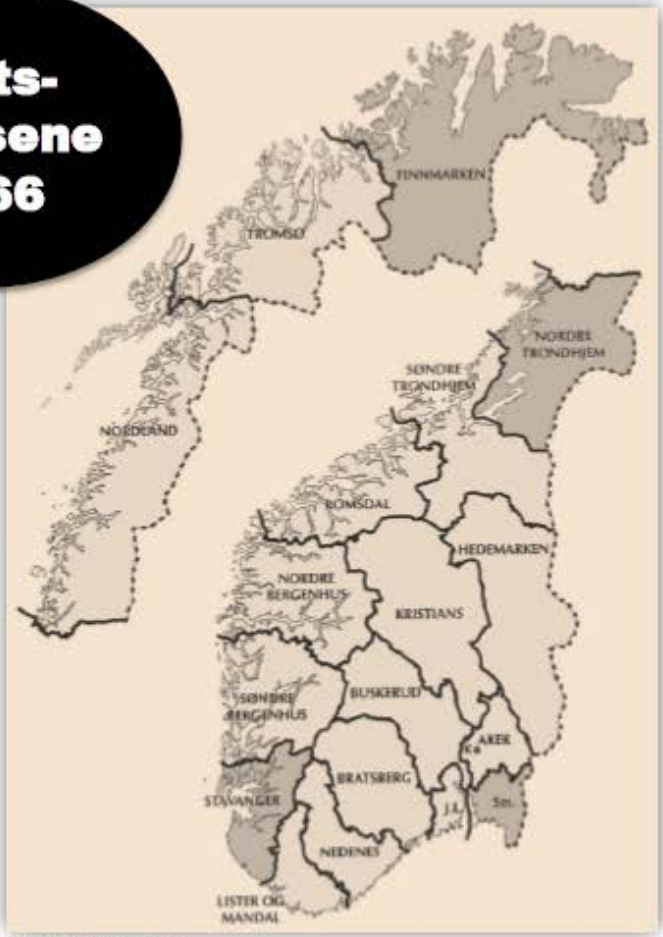 ts-
sene
66
FINNMARKEN
TROMSØ
NORDRE
TRONDHJEM
SØNDRE
TRONDHJEM
NORDLAND
ROMSDAL
HEDEMARKEN
NORDRE
BERGENHUS
KRISTIANS
SØNDRE
BERGENHUS
BUSKERUD
AKER
Ka
STAVANGER
BRATSBERG
J.L.
Sm.
NEDENES
LISTER OG
MANDAL